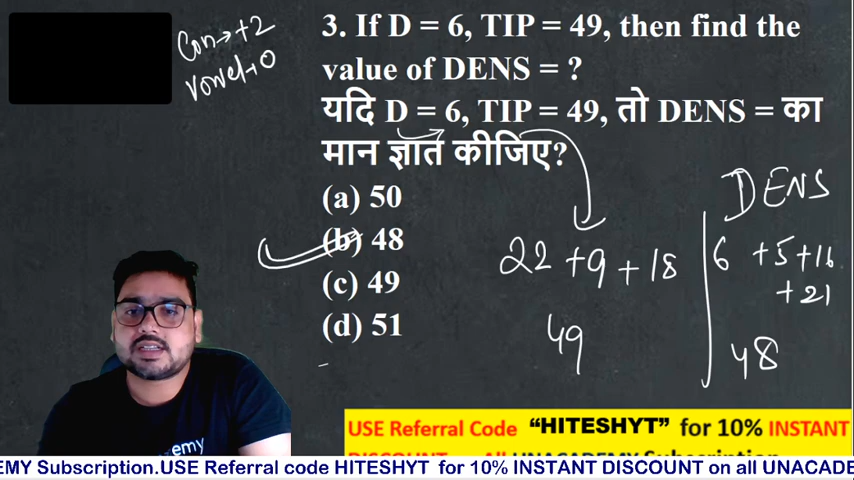 Con→+2
Vowel→0
3. If D = 6, TIP = 49, then find the
value of DENS = ?
यदि D = 6, TIP = 49, तो DENS = का
मान ज्ञात कीजिए?
(a) 50
(b) 48
(c) 49
(d) 51
22 +9 +18
49
DENS
6 +5+16
+21
48
emy
USE Referral Code "HITESHYT" for 10% INSTANT
EMY Subscription.USE Referral code HITESHYT for 10% INSTANT DISCOUNT on all UNACADE